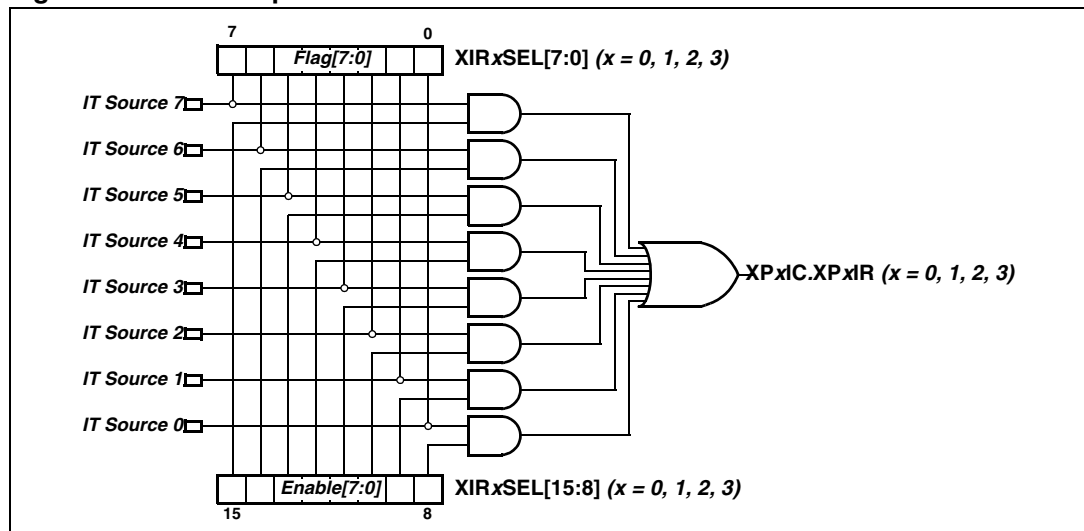 7 0
Flag[7:0] XIRxSEL[7:0] (x = 0, 1, 2, 3)
IT Source 7
IT Source 6
IT Source 5
IT Source 4
IT Source 3
XPxIC.XPxIR (x = 0, 1, 2, 3)
IT Source 2
IT Source 1
IT Source 0
Enable[7:0] XIRxSEL[15:8] (x = 0, 1, 2, 3)
15 8